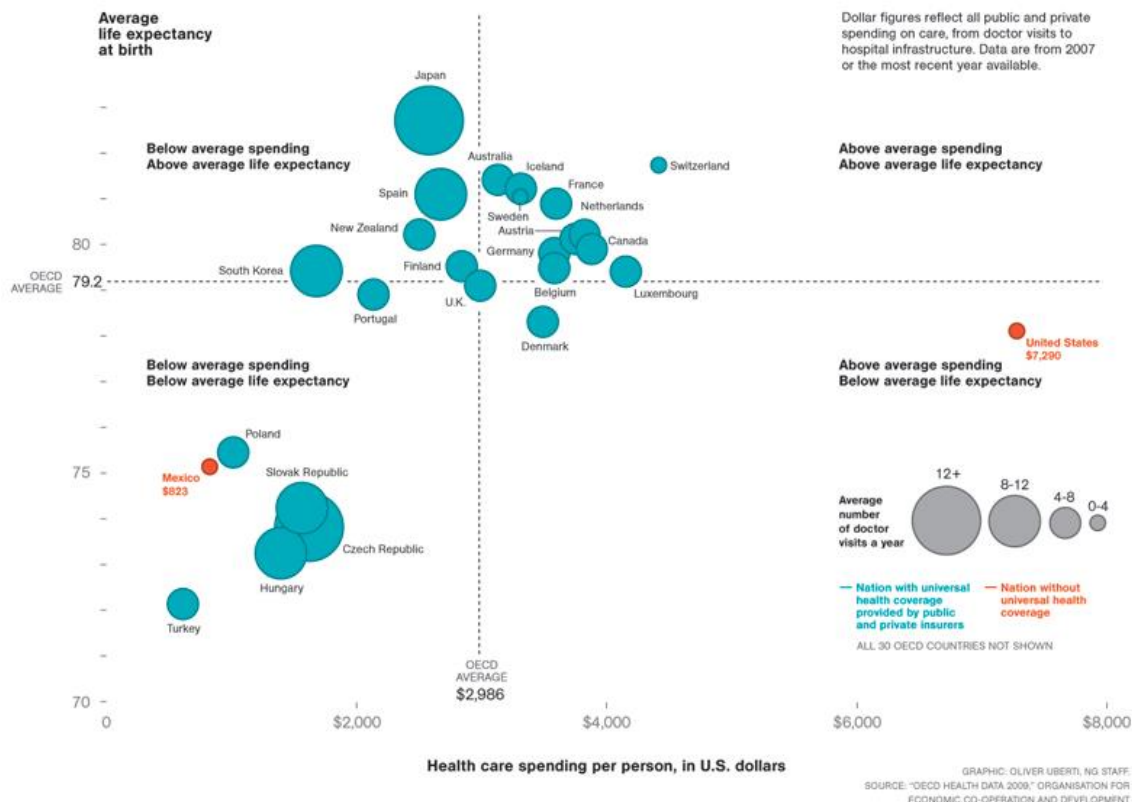 Average
life expectancy
at birth
Dollar figures reflect all public and private
spending on care, from doctor visits to
hospital infrastructure. Data are from 2007
or the most recent year available.
Japan
Below average spending
Above average life expectancy
Above average spending
Above average life expectancy
Australia
Iceland
Switzerland
Spain
France
Sweden
Netherlands
New Zealand
Austria
80
Canada
Germany
South Korea
Finland
OECD
AVERAGE
79.2
Belgium
Luxembourg
U.K.
Portugal
Denmark
United States
$7,290
Below average spending
Below average life expectancy
Above average spending
Below average life expectancy
Poland
75
Mexico
$823
Slovak Republic
Czech Republic
Hungary
Turkey
Average
number
of doctor
visits a year
12+
8-12
4-8
0-4
Nation with universal
health coverage
provided by public
and private insurers
Nation without
universal health
coverage
ALL 30 OECD COUNTRIES NOT SHOWN
OECD
AVERAGE
$2,986
70
0
$2,000
$4,000
$6,000
$8,000
Health care spending per person, in U.S. dollars
GRAPHIC: OLIVER UBERTI, NG STAFF.
SOURCE: "OECD HEALTH DATA 2009," ORGANISATION FOR
ECONOMIC CO-OPERATION AND DEVELOPMENT